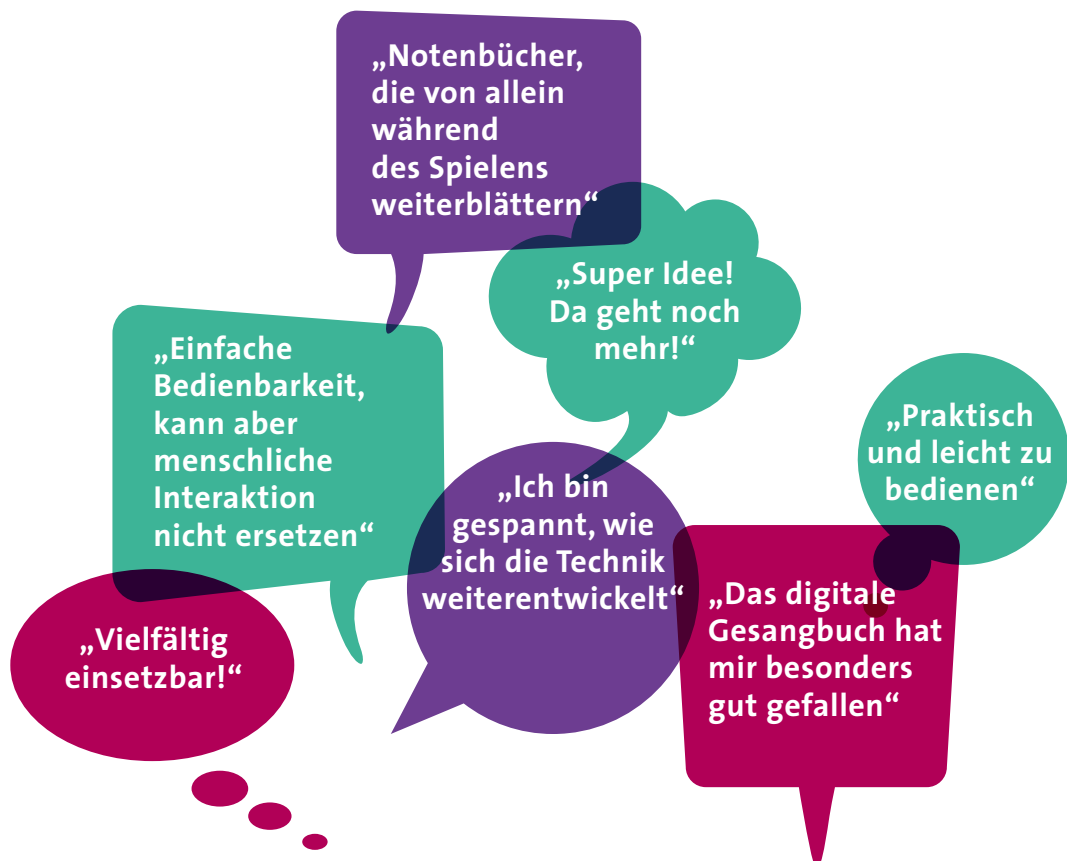 „Notenbücher,
die von allein
während
des Spielens
weiterblättern“
„Super Idee!
Da geht noch
mehr!“
„Einfache
Bedienbarkeit,
kann aber
menschliche
Interaktion
nicht ersetzen“
„Praktisch
und leicht zu
bedienen“
„Ich bin
gespannt, wie
sich die Technik
weiterentwickelt“
„Das digitale
Gesangbuch hat
mir besonders
gut gefallen“
„Vielfältig
einsetzbar!“